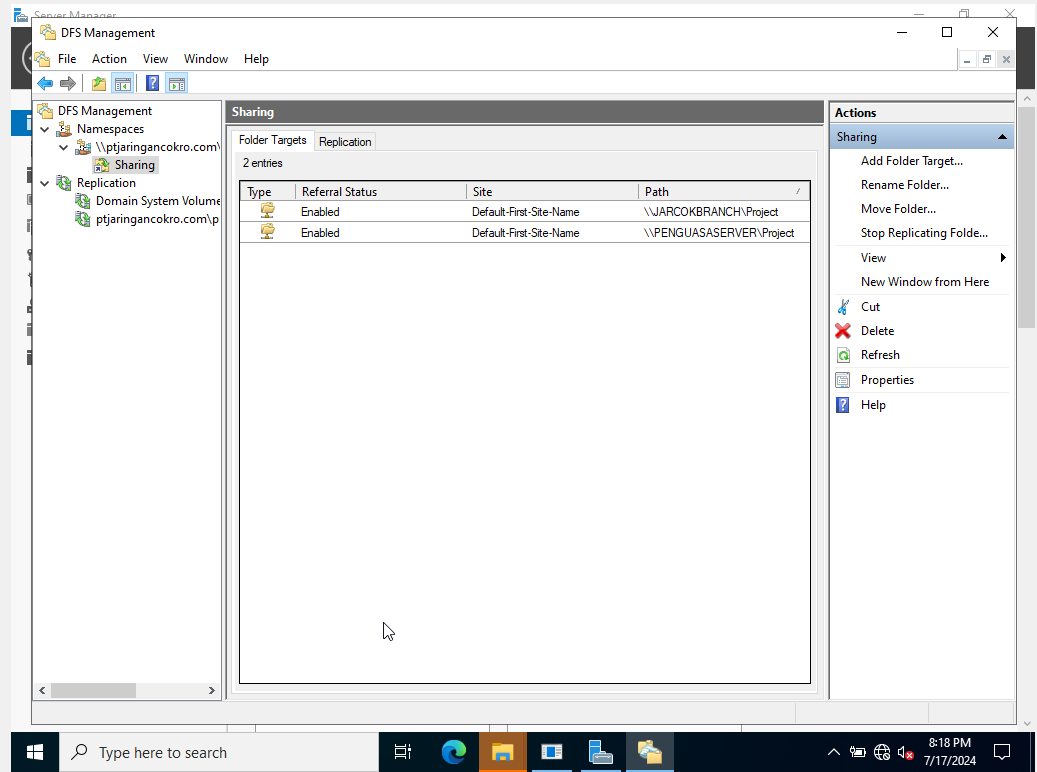 Server Manager
DFS Management
File Action View Window Help
DFS Management
Namespaces
\\ptjaringancokro.com\
Sharing
Replication
Domain System Volume
ptjaringancokro.com\p
Sharing
Folder Targets Replication
2 entries
Type Referral Status Site Path
Enabled Default-First-Site-Name \\JARCOKBRANCH\Project
Enabled Default-First-Site-Name \\PENGUASASERVER\Project
Actions
Sharing
Add Folder Target...
Rename Folder...
Move Folder...
Stop Replicating Folde...
View
New Window from Here
Cut
Delete
Refresh
Properties
Help
Type here to search
8:18 PM
7/17/2024